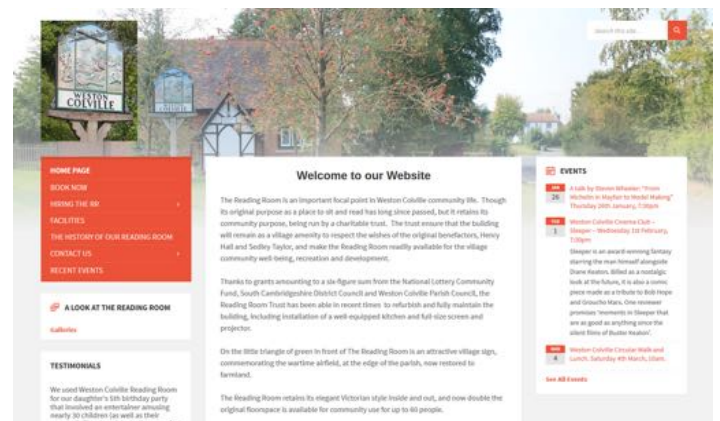 WESTON
COLVILLE
Search this site...
HOME PAGE
BOOK NOW
HIRING THE RR
FACILITIES
THE HISTORY OF OUR READING ROOM
CONTACT US
RECENT EVENTS
A LOOK AT THE READING ROOM
Galleries
TESTIMONIALS
We used Weston Colville Reading Room
for our daughter's 5th birthday party
that involved an entertainer amusing
nearly 30 children (as well as their
Welcome to our Website
The Reading Room is an important focal point in Weston Colville community life. Though
its original purpose as a place to sit and read has long since passed, but it retains its
community purpose, being run by a charitable trust. The trust ensure that the building
will remain as a village amenity to respect the wishes of the original benefactors, Henry
Hall and Sedley Taylor, and make the Reading Room readily available for the village
community well-being, recreation and development.
Thanks to grants amounting to a six-figure sum from the National Lottery Community
Fund, South Cambridgeshire District Council and Weston Colville Parish Council, the
Reading Room Trust has been able in recent times to refurbish and fully maintain the
building, including installation of a well-equipped kitchen and full-size screen and
projector.
On the little triangle of green in front of The Reading Room is an attractive village sign,
commemorating the wartime airfield, at the edge of the parish, now restored to
farmland.
The Reading Room retains its elegant Victorian style inside and out, and now double the
original floorspace is available for community use for up to 60 people.
EVENTS
JAN
26
A talk by Steven Wheeler: "From
Michelin in Mayfair to Medal Making"
Thursday 26th January, 7:30pm
FEB
1
Weston Colville Cinema Club –
Sleeper – Wednesday 1st February,
7:30pm
Sleeper is an award-winning fantasy
starring the man himself alongside
Diane Keaton. Billed as a nostalgic
look at the future, it is also a comic
piece made as a tribute to Bob Hope
and Groucho Marx. One reviewer
promises 'moments in Sleeper that
are as good as anything since the
silent films of Buster Keaton'.
MAR
4
Weston Colville Circular Walk and
Lunch. Saturday 4th March, 10am.
See All Events